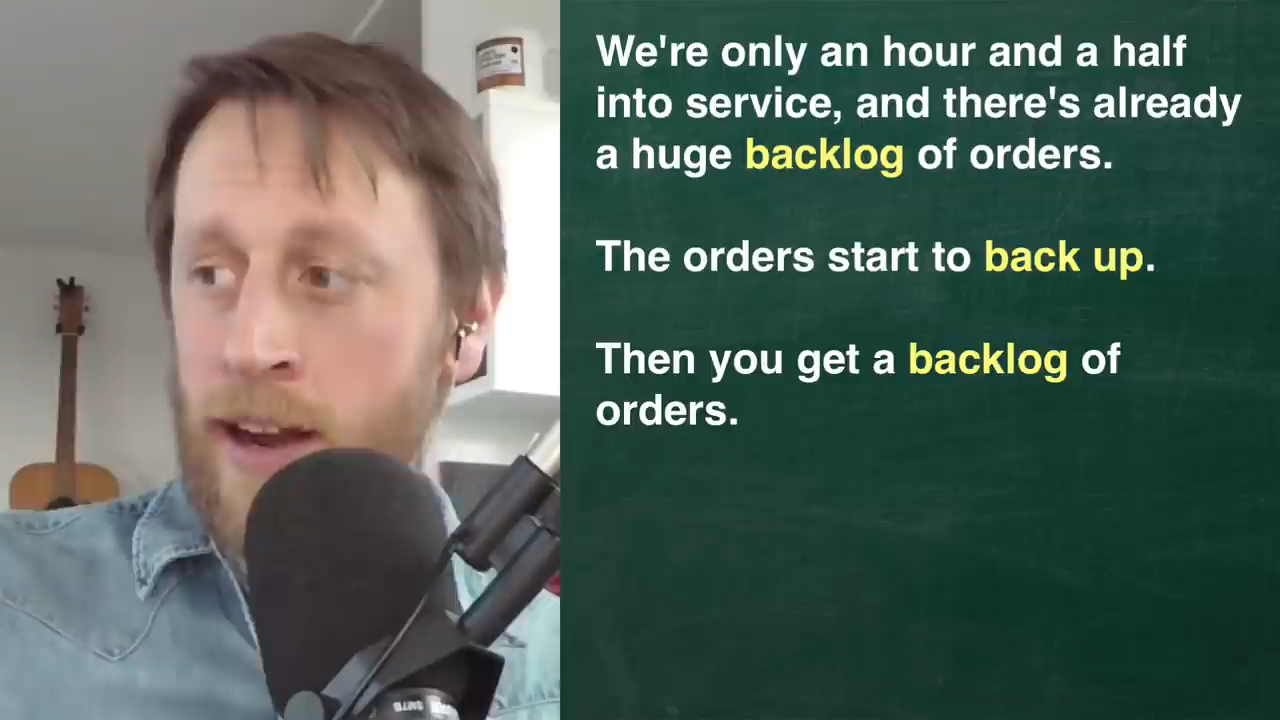 We're only an hour and a half
into service, and there's already
a huge backlog of orders.
The orders start to back up.
Then you get a backlog of
orders.
SM7B